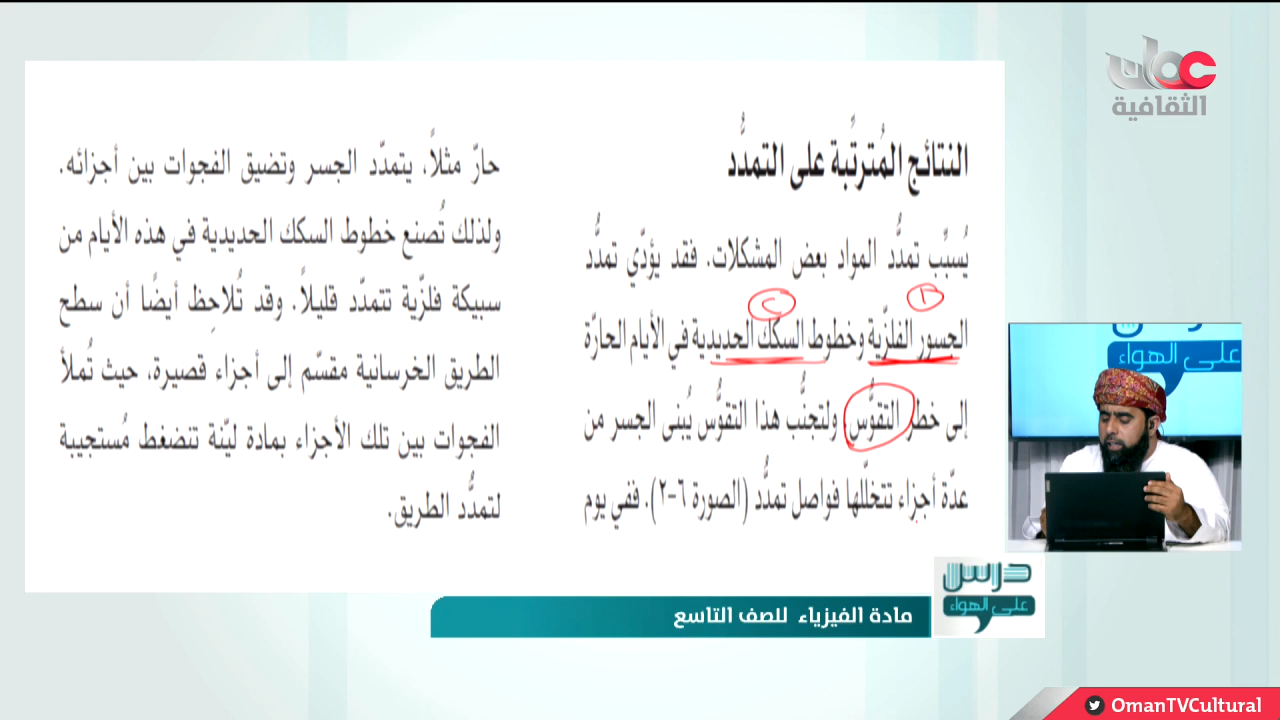 عمان
الثقافية
النتائج المُترتِّبة على التمدُّد
يُسبِّب تمدُّد المواد بعض المشكلات. فقد يؤدّي تمدُّد
الجسور الفلزّية وخطوط السكك الحديدية في الأيام الحارّة
إلى خطر التقوُّس. ولتجنُّب هذا التقوُّس يُبنى الجسر من
عدّة أجزاء تتخلّلها فواصل تمدُّد (الصورة ٦-٢). ففي يوم
حارّ مثلاً، يتمدّد الجسر وتضيق الفجوات بين أجزائه.
ولذلك تُصنع خطوط السكك الحديدية في هذه الأيام من
سبيكة فلزّية تتمدّد قليلاً. وقد تُلاحِظ أيضًا أن سطح
الطريق الخرسانية مقسّم إلى أجزاء قصيرة، حيث تُملأ
الفجوات بين تلك الأجزاء بمادة ليّنة تنضغط مُستجيبة
لتمدُّد الطريق.
على الهواء
درس
على الهواء
مادة الفيزياء للصف التاسع
OmanTVCultural